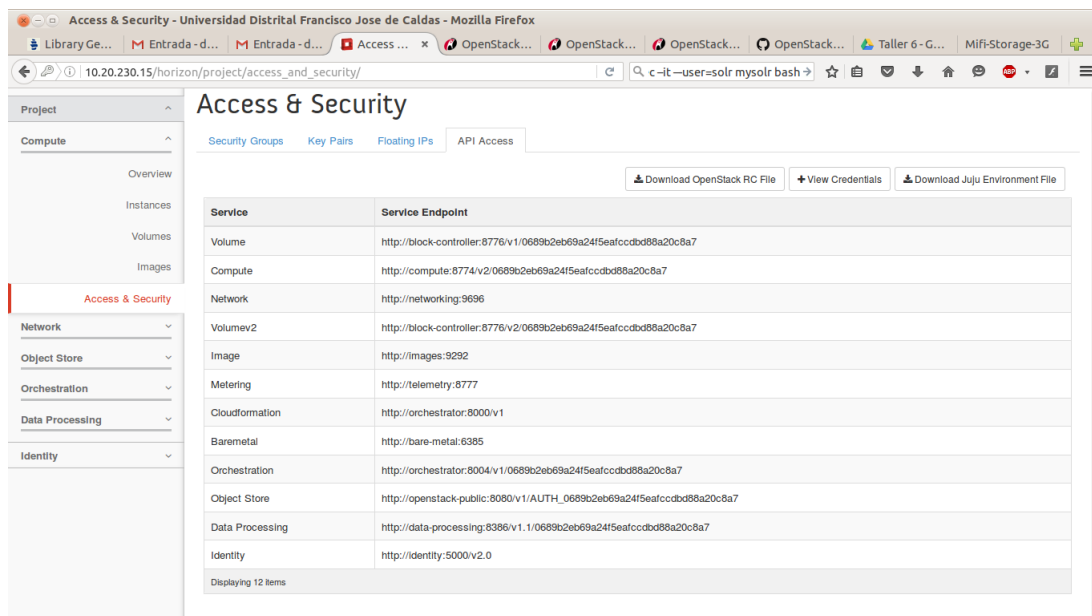 Access & Security - Universidad Distrital Francisco Jose de Caldas - Mozilla Firefox
Library Ge... M Entrada - d... M Entrada - d... Access ... × OpenStack... OpenStack... OpenStack... OpenStack... Taller 6 - G... Mifi-Storage-3G
10.20.230.15/horizon/project/access_and_security/ c -it —user=solr mysolr bash ABP
Project
Compute
Overview
Instances
Volumes
Images
Access & Security
Network
Object Store
Orchestration
Data Processing
Identity
Access & Security
Security Groups Key Pairs Floating IPs API Access
Download OpenStack RC File +View Credentials Download Juju Environment File
Service Service Endpoint
Volume http://block-controller:8776/v1/0689b2eb69a24f5eafccdbd88a20c8a7
Compute http://compute:8774/v2/0689b2eb69a24f5eafccdbd88a20c8a7
Network http://networking:9696
Volumev2 http://block-controller:8776/v2/0689b2eb69a24f5eafccdbd88a20c8a7
Image http://images:9292
Metering http://telemetry:8777
Cloudformation http://orchestrator:8000/v1
Baremetal http://bare-metal:6385
Orchestration http://orchestrator:8004/v1/0689b2eb69a24f5eafccdbd88a20c8a7
Object Store http://openstack-public:8080/v1/AUTH_0689b2eb69a24f5eafccdbd88a20c8a7
Data Processing http://data-processing:8386/v1.1/0689b2eb69a24f5eafccdbd88a20c8a7
Identity http://identity:5000/v2.0
Displaying 12 items